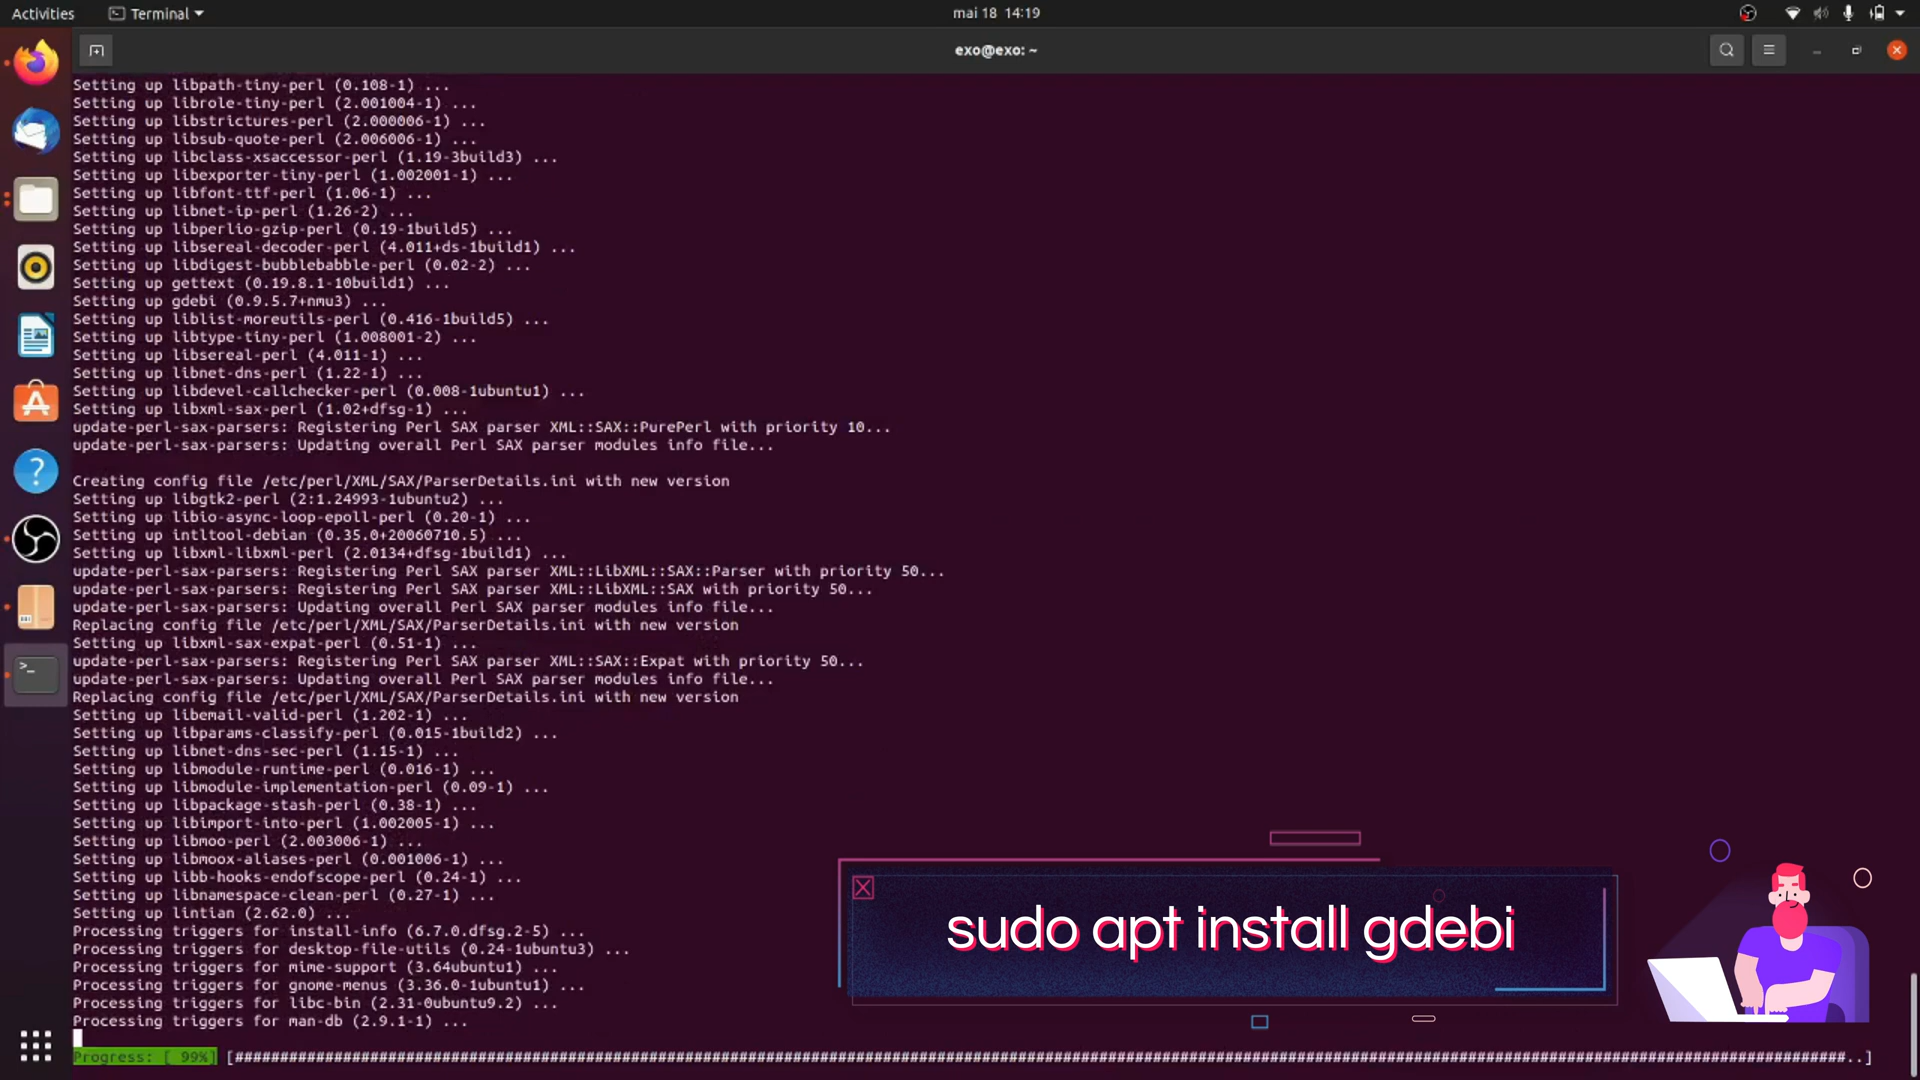 Activities
Terminal
mai 18 14:19
exo@exo: ~
Setting up libpath-tiny-perl (0.108-1) ...
Setting up librole-tiny-perl (2.001004-1) ...
Setting up libstrictures-perl (2.000006-1) ...
Setting up libsub-quote-perl (2.006006-1) ...
Setting up libclass-xsaccessor-perl (1.19-3build3) ...
Setting up libexporter-tiny-perl (1.002001-1) ...
Setting up libfont-ttf-perl (1.06-1) ...
Setting up libnet-ip-perl (1.26-2) ...
Setting up libperlio-gzip-perl (0.19-1build5) ...
Setting up libsereal-decoder-perl (4.011+ds-1build1) ...
Setting up libdigest-bubblebabble-perl (0.02-2) ...
Setting up gettext (0.19.8.1-10build1) ...
Setting up gdebi (0.9.5.7+nmu3) ...
Setting up liblist-moreutils-perl (0.416-1build5) ...
Setting up libtype-tiny-perl (1.008001-2) ...
Setting up libsereal-perl (4.011-1) ...
Setting up libnet-dns-perl (1.22-1) ...
Setting up libdevel-callchecker-perl (0.008-1ubuntu1) ...
Setting up libxml-sax-perl (1.02+dfsg-1) ...
update-perl-sax-parsers: Registering Perl SAX parser XML::SAX::PurePerl with priority 10...
update-perl-sax-parsers: Updating overall Perl SAX parser modules info file...
Creating config file /etc/perl/XML/SAX/ParserDetails.ini with new version
Setting up libgtk2-perl (2:1.24993-1ubuntu2) ...
Setting up libio-async-loop-epoll-perl (0.20-1) ...
Setting up intltool-debian (0.35.0+20060710.5) ...
Setting up libxml-libxml-perl (2.0134+dfsg-1build1) ...
update-perl-sax-parsers: Registering Perl SAX parser XML::LibXML::SAX::Parser with priority 50...
update-perl-sax-parsers: Registering Perl SAX parser XML::LibXML::SAX with priority 50...
update-perl-sax-parsers: Updating overall Perl SAX parser modules info file...
Replacing config file /etc/perl/XML/SAX/ParserDetails.ini with new version
Setting up libxml-sax-expat-perl (0.51-1) ...
update-perl-sax-parsers: Registering Perl SAX parser XML::SAX::Expat with priority 50...
update-perl-sax-parsers: Updating overall Perl SAX parser modules info file...
Replacing config file /etc/perl/XML/SAX/ParserDetails.ini with new version
Setting up libemail-valid-perl (1.202-1) ...
Setting up libparams-classify-perl (0.015-1build2) ...
Setting up libnet-dns-sec-perl (1.15-1) ...
Setting up libmodule-runtime-perl (0.016-1) ...
Setting up libmodule-implementation-perl (0.09-1) ...
Setting up libpackage-stash-perl (0.38-1) ...
Setting up libimport-into-perl (1.002005-1) ...
Setting up libmoo-perl (2.003006-1) ...
Setting up libmoox-aliases-perl (0.001006-1) ...
Setting up libb-hooks-endofscope-perl (0.24-1) ...
Setting up libnamespace-clean-perl (0.27-1) ...
Setting up lintian (2.62.0) ...
Processing triggers for install-info (6.7.0.dfsg.2-5) ...
Processing triggers for desktop-file-utils (0.24-1ubuntu3) ...
Processing triggers for mime-support (3.64ubuntu1) ...
Processing triggers for gnome-menus (3.36.0-1ubuntu1) ...
Processing triggers for libc-bin (2.31-0ubuntu9.2) ...
Processing triggers for man-db (2.9.1-1) ...
Progress: [ 99%] [###################################################################################################################################################################################..]
sudo apt install gdebi